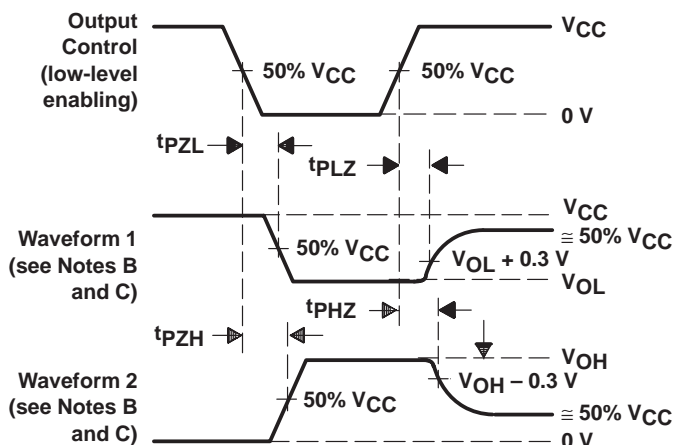 Output
Control
(low-level
enabling)
VCC
50% VCC
50% VCC
0 V
tPZL
tPLZ
VCC
Waveform 1
(see Notes B
and C)
50% VCC
≅ 50% VCC
VOL + 0.3 V
VOL
tPHZ
tPZH
VOH
Waveform 2
(see Notes B
and C)
50% VCC
VOH – 0.3 V
≅ 50% VCC
0 V